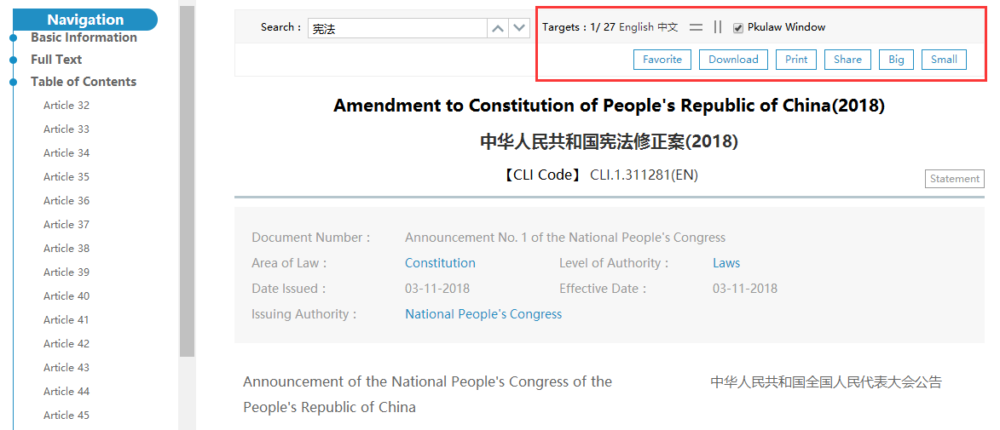 Navigation
Basic Information
Full Text
Table of Contents
Article 32
Article 33
Article 34
Article 35
Article 36
Article 37
Article 38
Article 39
Article 40
Article 41
Article 42
Article 43
Article 44
Article 45
Search : 宪法 Targets : 1/ 27 English 中文 Pkulaw Window
Favorite Download Print Share Big Small
Amendment to Constitution of People's Republic of China(2018)
中华人民共和国宪法修正案(2018)
【CLI Code】 CLI.1.311281(EN)
Statement
Document Number : Announcement No. 1 of the National People's Congress
Area of Law : Constitution Level of Authority : Laws
Date Issued : 03-11-2018 Effective Date : 03-11-2018
Issuing Authority : National People's Congress
Announcement of the National People's Congress of the
People's Republic of China
中华人民共和国全国人民代表大会公告